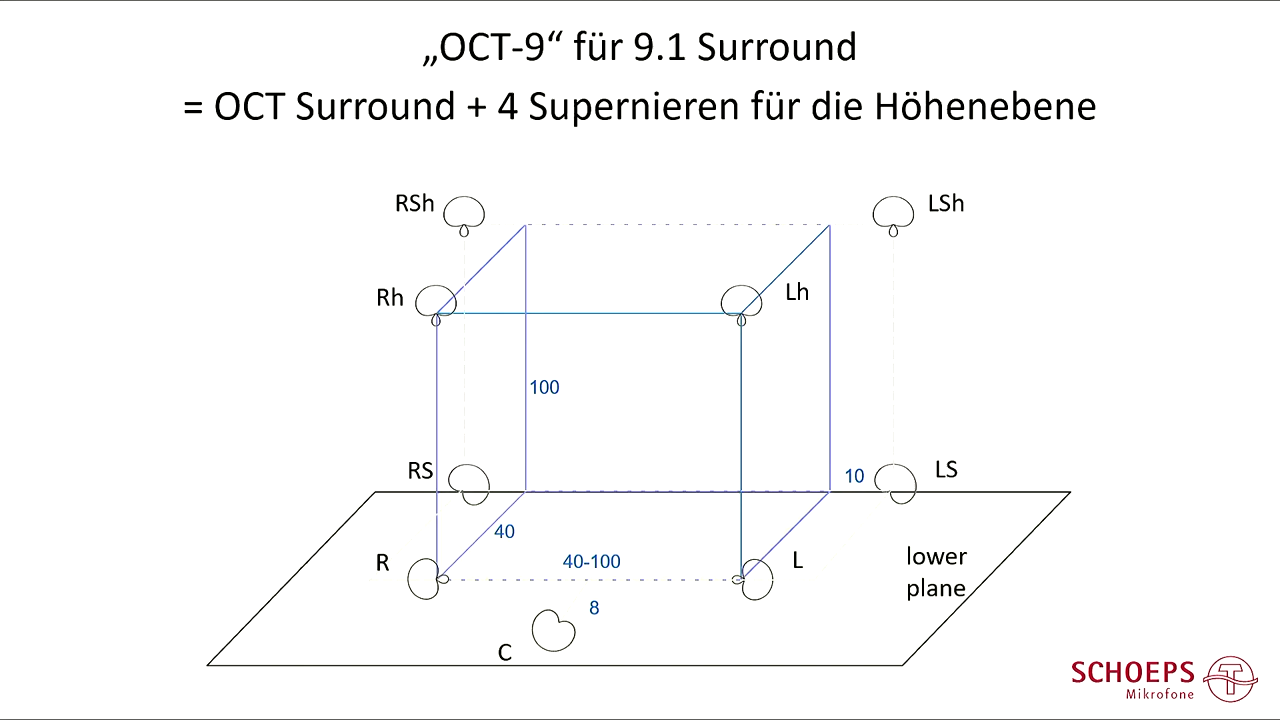 „OCT-9“ für 9.1 Surround
= OCT Surround + 4 Supernieren für die Höhenebene
RSh
LSh
Rh
Lh
100
RS
10
LS
40
R
40-100
L
lower
plane
8
C
SCHOEPS
Mikrofone